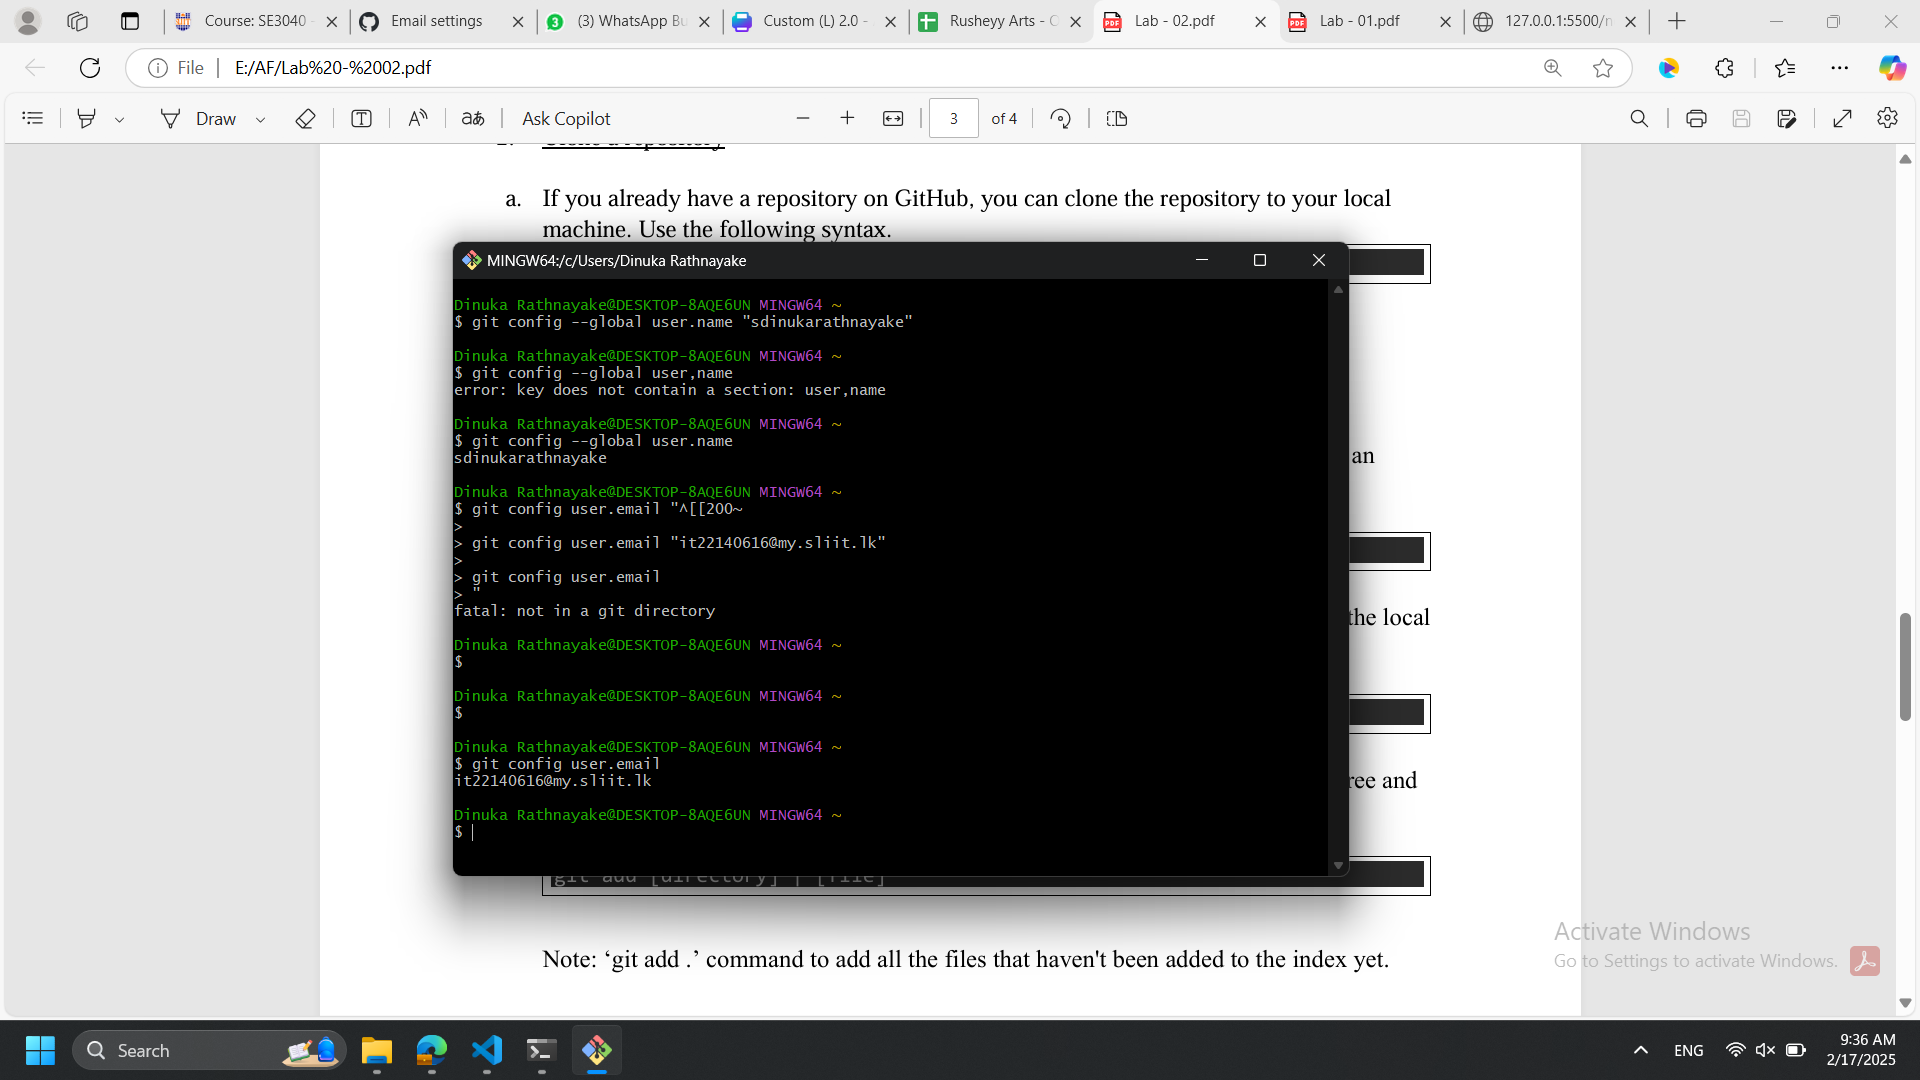 Course: SE3040 -
Email settings
(3) WhatsApp Bu
Custom (L) 2.0 -
Rusheyy Arts - O
Lab - 02.pdf
Lab - 01.pdf
127.0.0.1:5500/n
File
E:/AF/Lab%20-%2002.pdf
Draw
Ask Copilot
3
of 4
Clone a repository
a. If you already have a repository on GitHub, you can clone the repository to your local
machine. Use the following syntax.
MINGW64:/c/Users/Dinuka Rathnayake
Dinuka Rathnayake@DESKTOP-8AQE6UN MINGW64 ~
$ git config --global user.name "sdinukarathnayake"
Dinuka Rathnayake@DESKTOP-8AQE6UN MINGW64 ~
$ git config --global user,name
error: key does not contain a section: user,name
Dinuka Rathnayake@DESKTOP-8AQE6UN MINGW64 ~
$ git config --global user.name
sdinukarathnayake
Dinuka Rathnayake@DESKTOP-8AQE6UN MINGW64 ~
$ git config user.email "^[[200~
>
> git config user.email "it22140616@my.sliit.lk"
>
> git config user.email
> "
fatal: not in a git directory
Dinuka Rathnayake@DESKTOP-8AQE6UN MINGW64 ~
$
Dinuka Rathnayake@DESKTOP-8AQE6UN MINGW64 ~
$
Dinuka Rathnayake@DESKTOP-8AQE6UN MINGW64 ~
$ git config user.email
it22140616@my.sliit.lk
Dinuka Rathnayake@DESKTOP-8AQE6UN MINGW64 ~
$
an
the local
ree and
git add [directory] | [file]
Note: ‘git add .’ command to add all the files that haven't been added to the index yet.
Activate Windows
Go to Settings to activate Windows.
Search
ENG
9:36 AM
2/17/2025